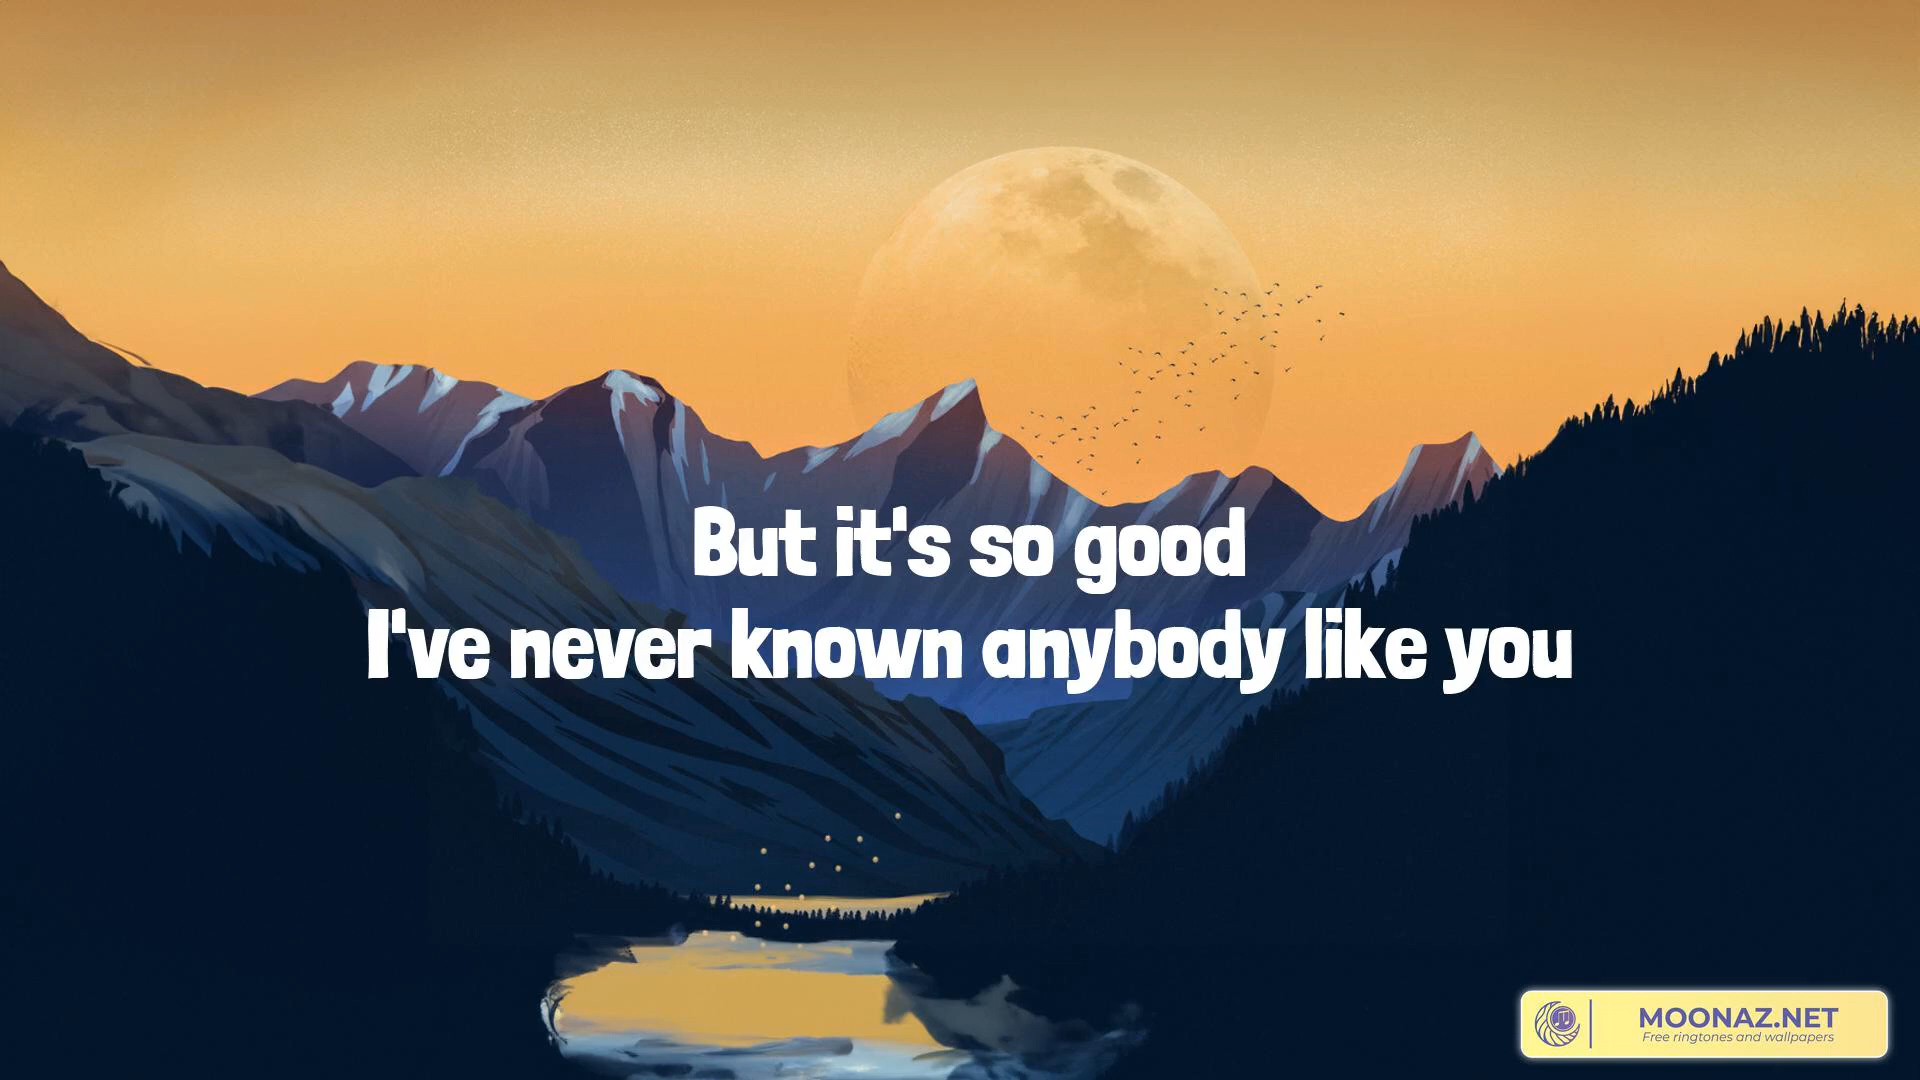 But it's so good
I've never known anybody like you
MOONAZ.NET
Free ringtones and wallpapers